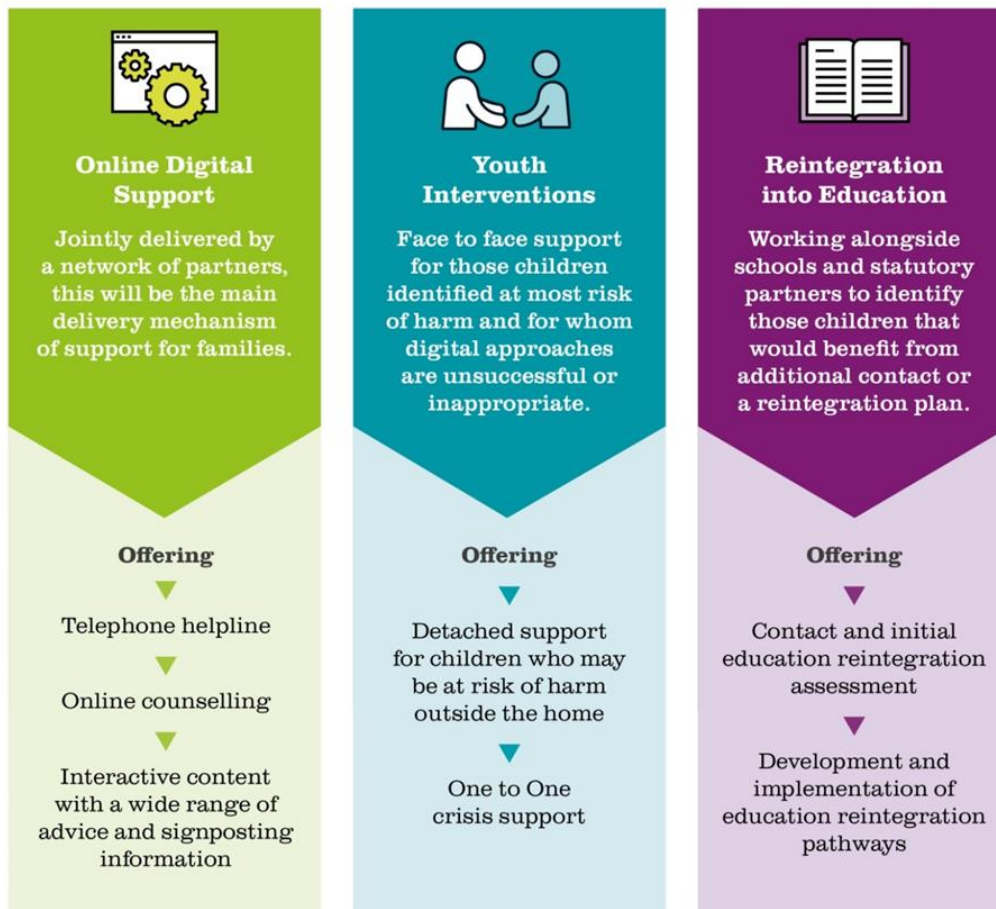 Online Digital
Support
Jointly delivered by
a network of partners,
this will be the main
delivery mechanism
of support for families.
Offering
Telephone helpline
Online counselling
Interactive content
with a wide range of
advice and signposting
information
Youth
Interventions
Face to face support
for those children
identified at most risk
of harm and for whom
digital approaches
are unsuccessful or
inappropriate.
Offering
Detached support
for children who may
be at risk of harm
outside the home
One to One
crisis support
Reintegration
into Education
Working alongside
schools and statutory
partners to identify
those children that
would benefit from
additional contact or
a reintegration plan.
Offering
Contact and initial
education reintegration
assessment
Development and
implementation of
education reintegration
pathways